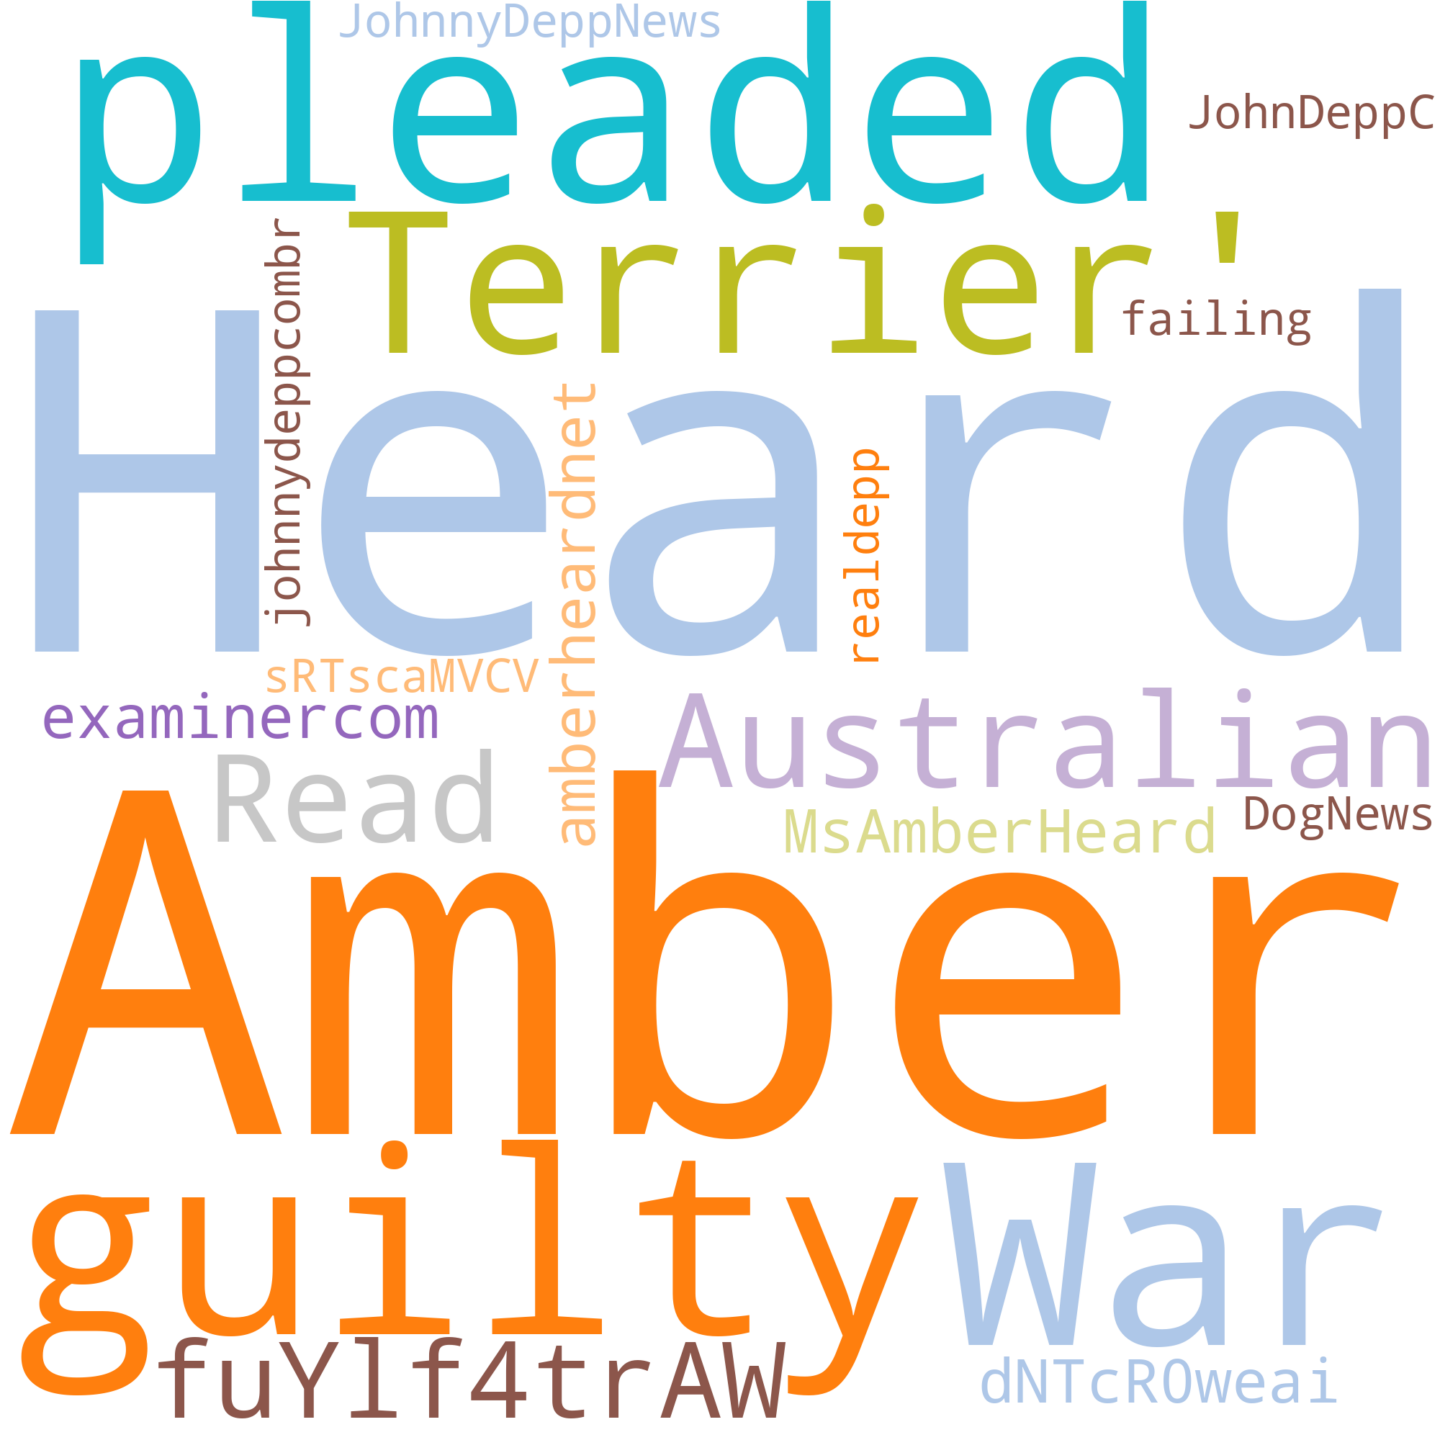 JohnnyDeppNews
pleaded
JohnDeppC
Terrier'
johnnydeppcombr
failing
Heard
amberheardnet
realdepp
sRTscaMVCV
examinercom
Australian
Read
MsAmberHeard
DogNews
Amber
guilty
War
fuYlf4trAW
dNTcR0weai